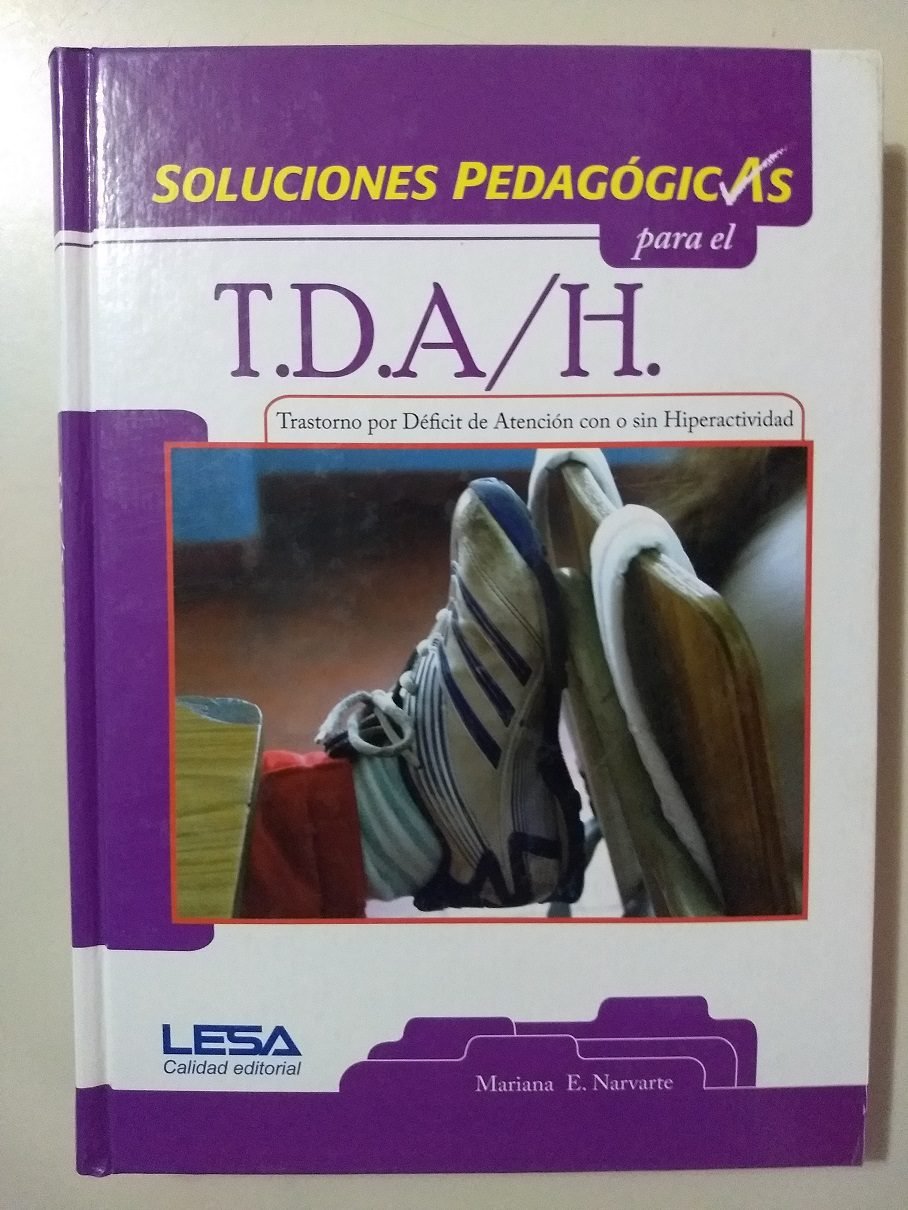 SOLUCIONES PEDAGÓGICAS
para el
T.D.A/H.
Trastorno por Déficit de Atención con o sin Hiperactividad
LESA
Calidad editorial
Mariana E. Narvarte